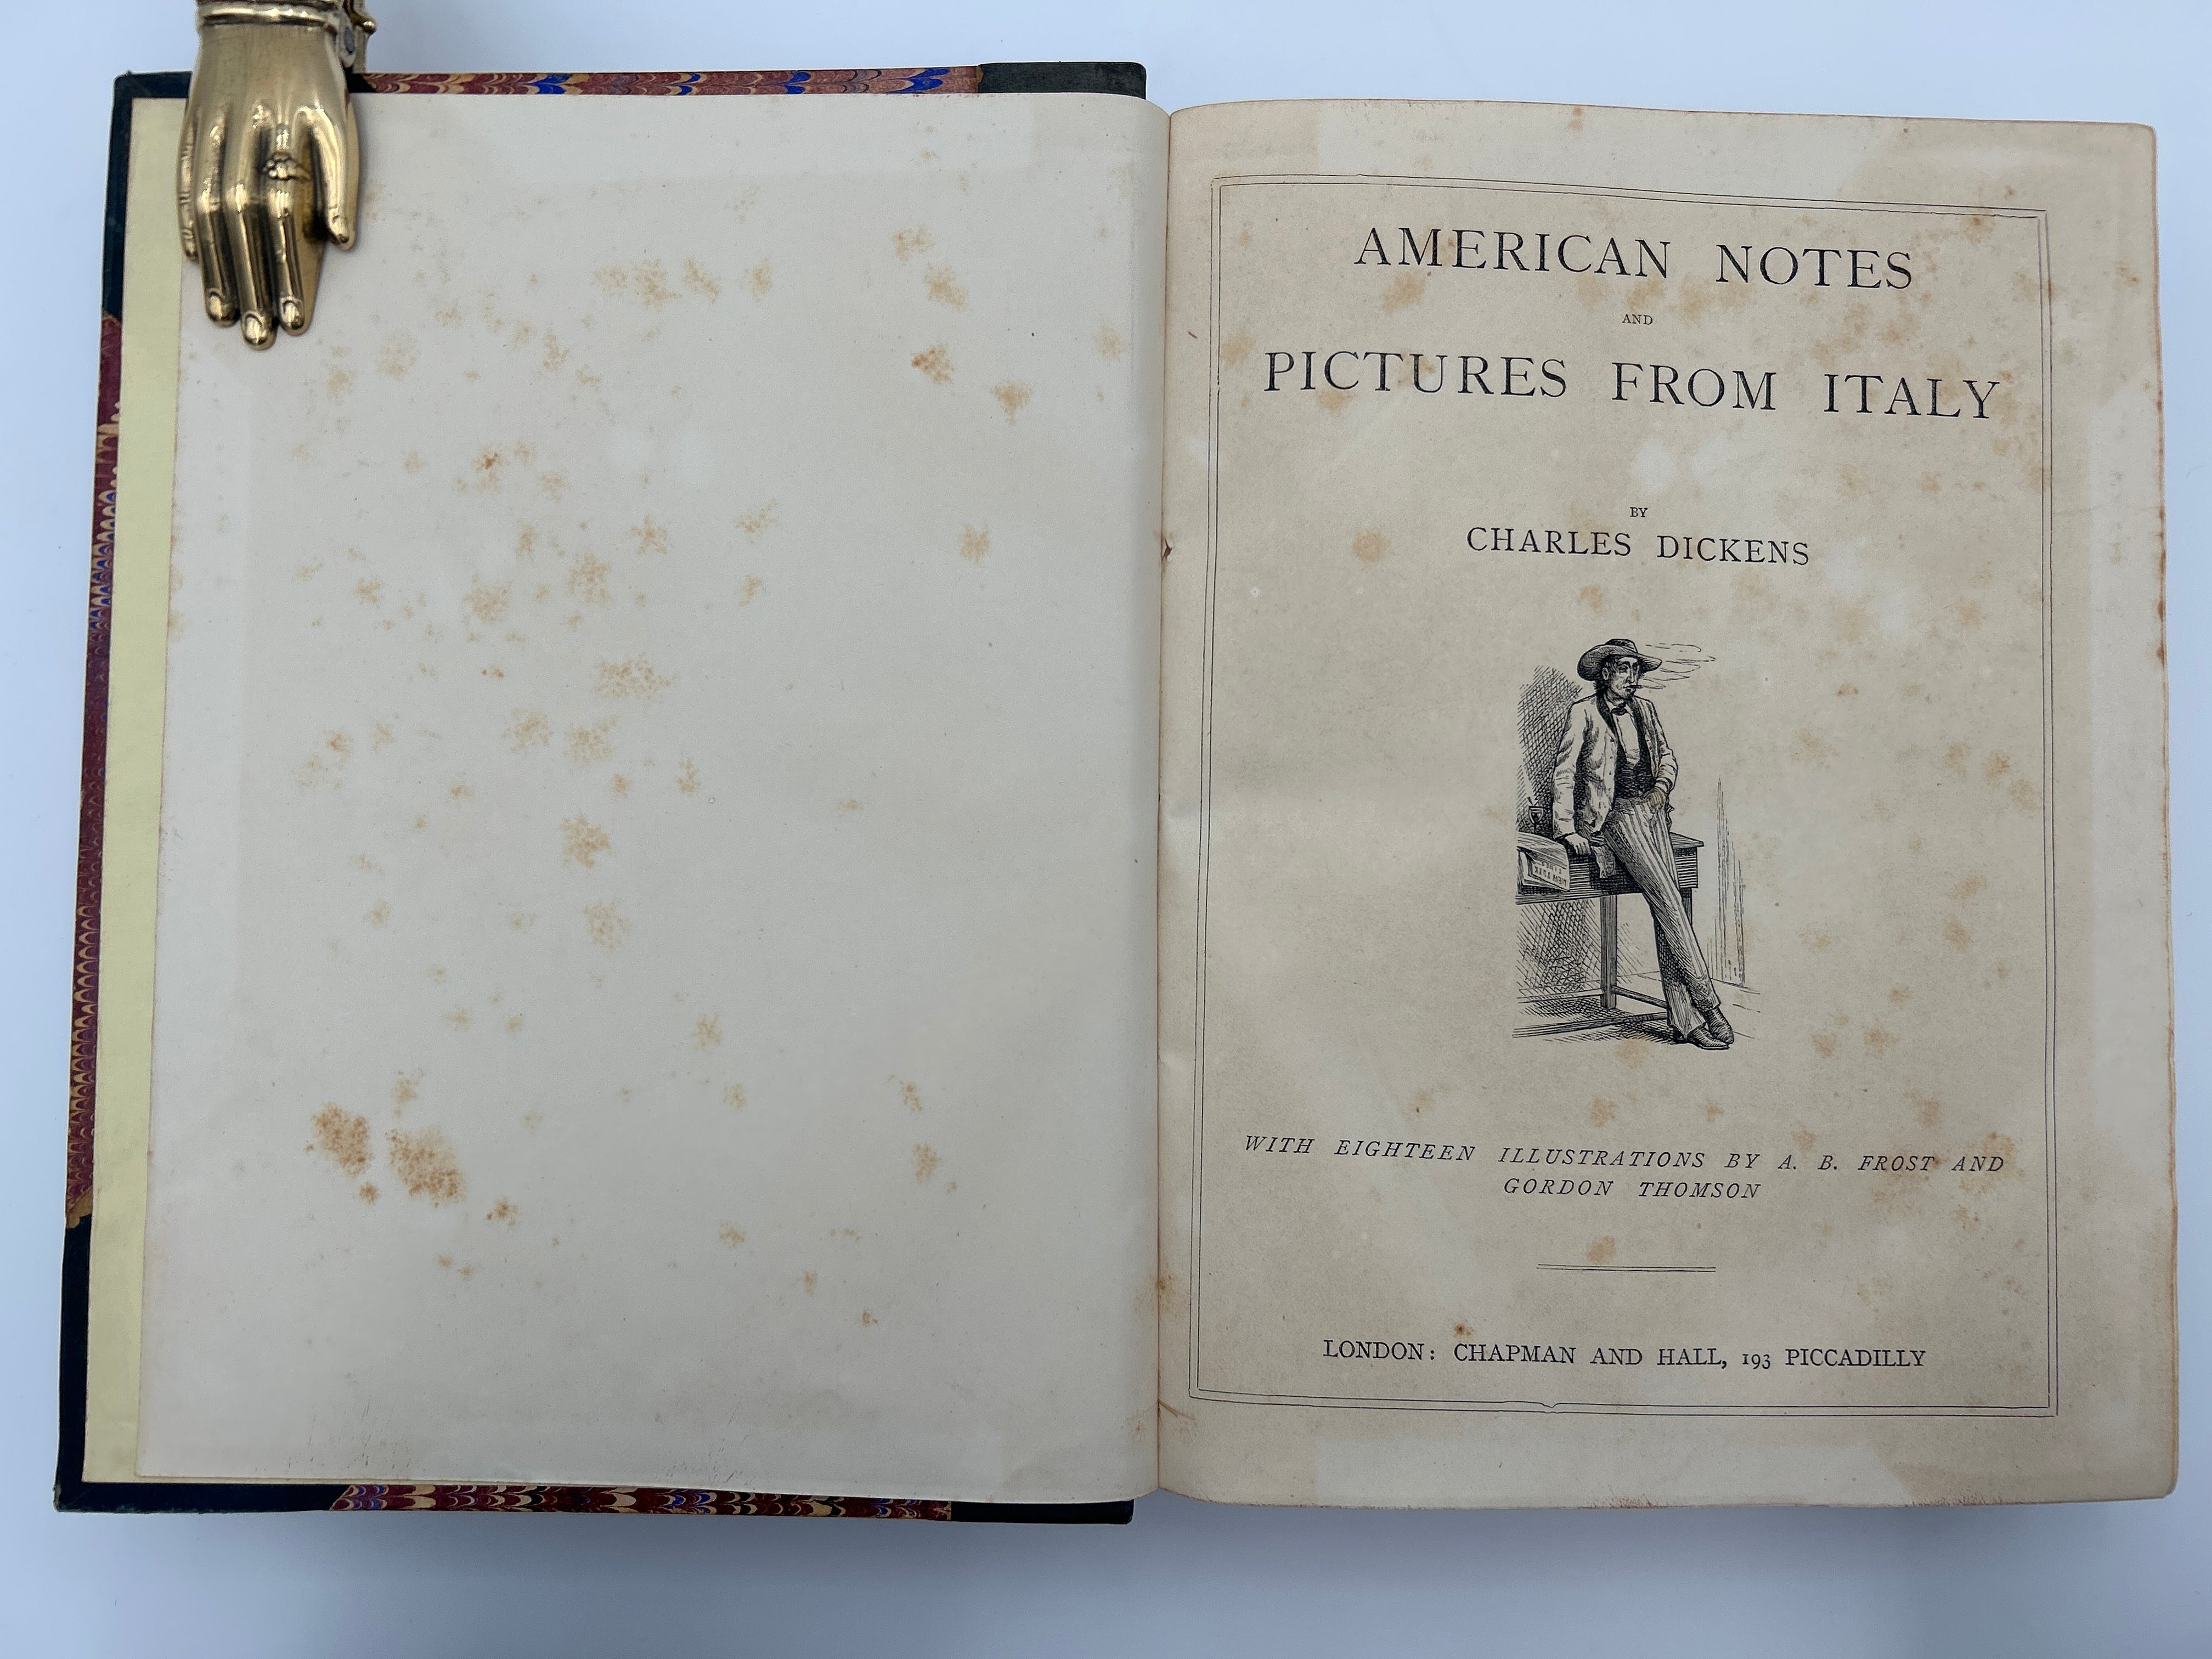 AMERICAN NOTES
AND
PICTURES FROM ITALY
BY
CHARLES DICKENS
WITH EIGHTEEN ILLUSTRATIONS BY A. B. FROST AND
GORDON THOMSON
LONDON: CHAPMAN AND HALL, 193 PICCADILLY